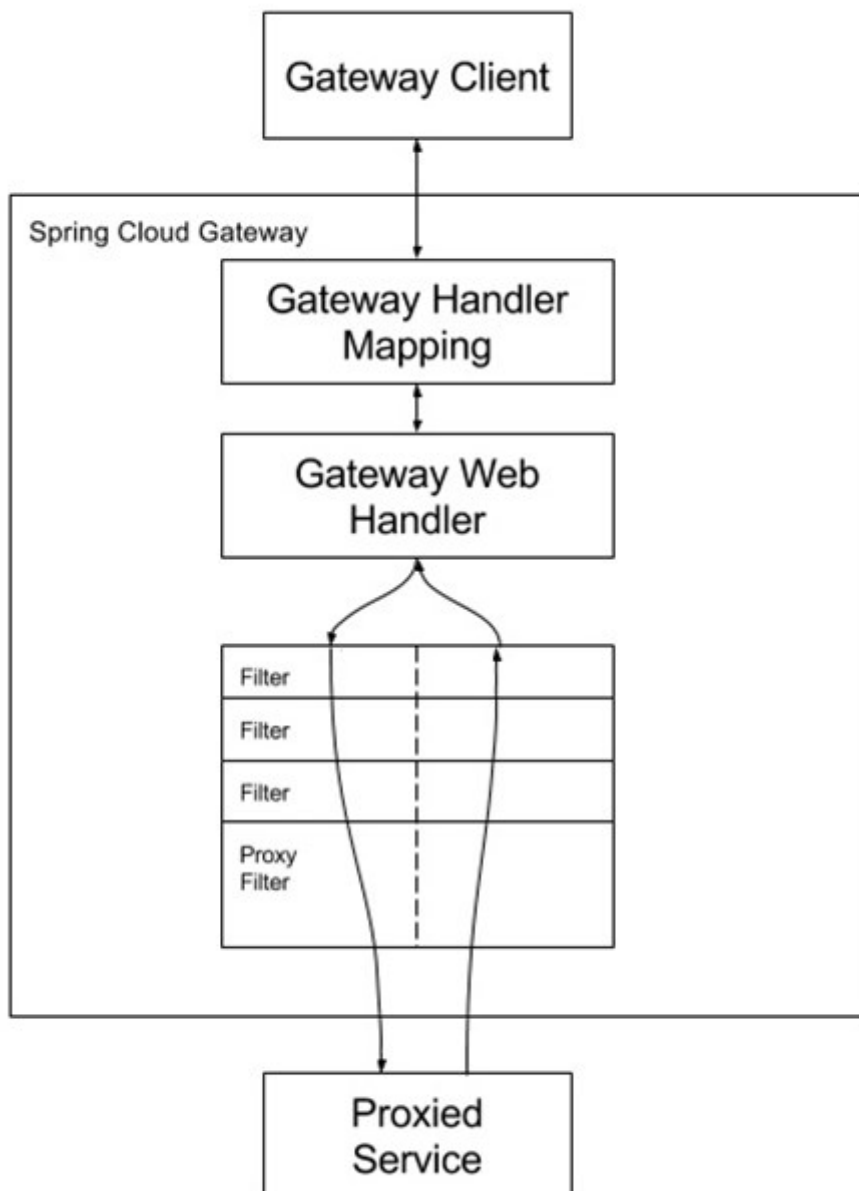 Gateway Client
Spring Cloud Gateway
Gateway Handler
Mapping
Gateway Web
Handler
Filter
Filter
Filter
Proxy
Filter
Proxied
Service